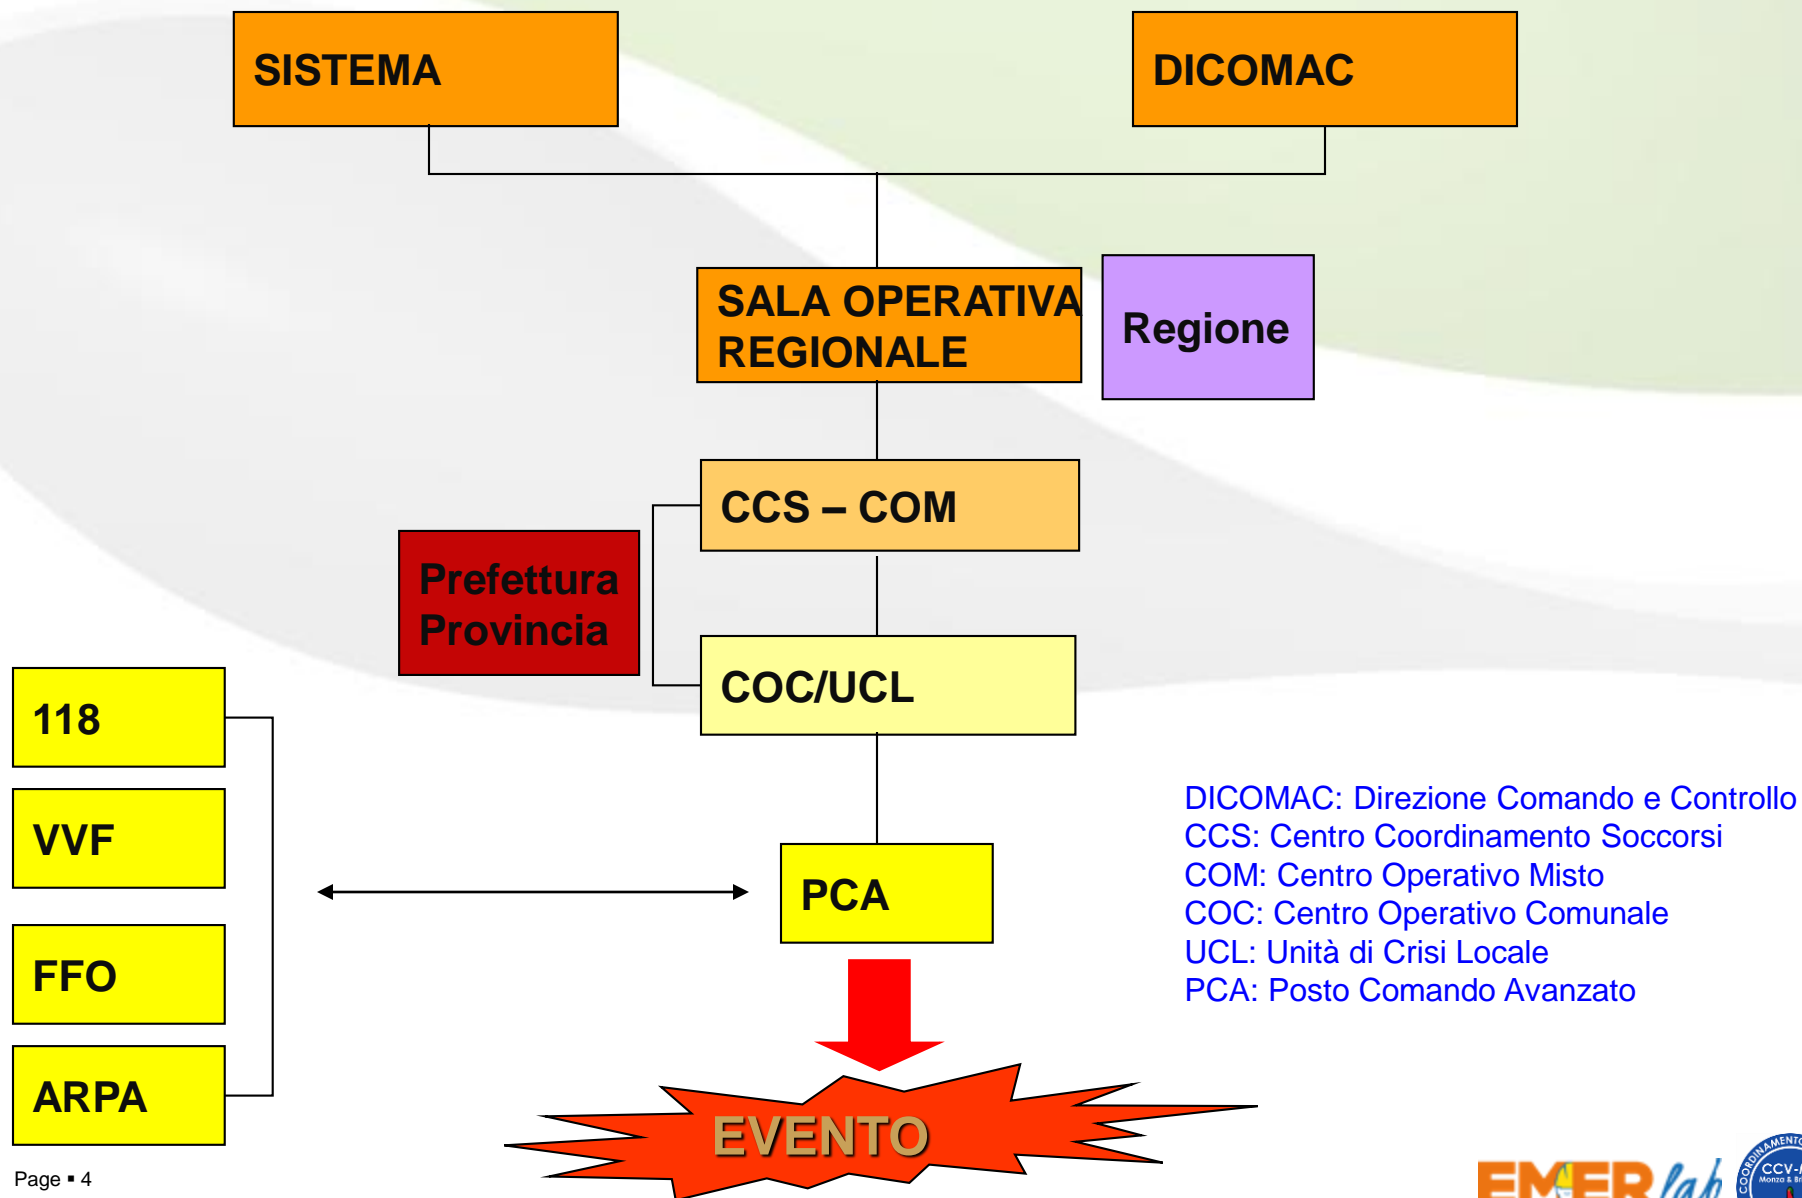 SISTEMA
DICOMAC
SALA OPERATIVA
REGIONALE
Regione
CCS – COM
Prefettura
Provincia
COC/UCL
118
VVF
FFO
ARPA
PCA
DICOMAC: Direzione Comando e Controllo
CCS: Centro Coordinamento Soccorsi
COM: Centro Operativo Misto
COC: Centro Operativo Comunale
UCL: Unità di Crisi Locale
PCA: Posto Comando Avanzato
EVENTO
Page ▪ 4
EMER lab